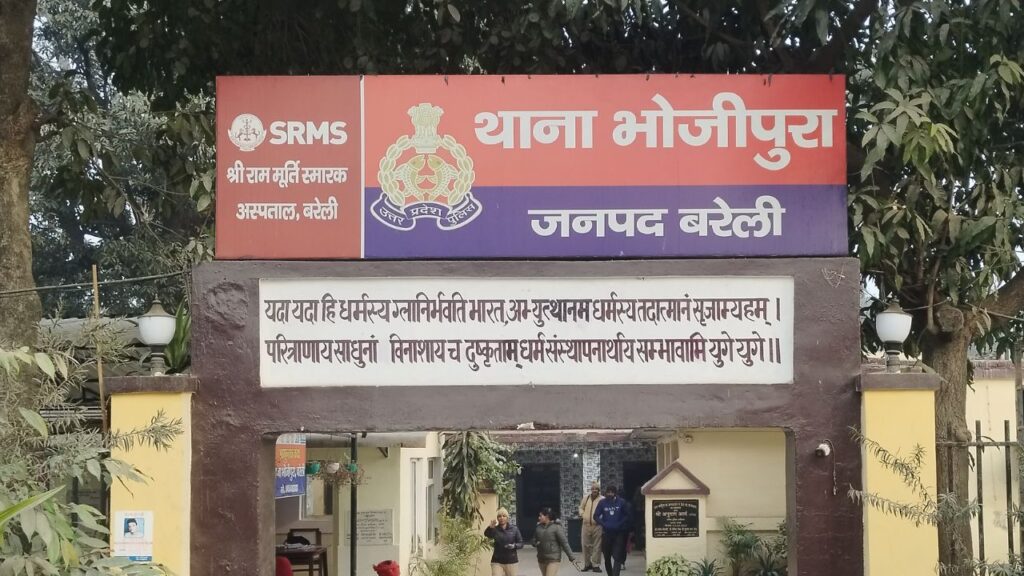 SRMS
श्री राम मूर्ति स्मारक
अस्पताल, बरेली
थाना भोजीपुरा
उत्तर प्रदेश पुलिस
जनपद बरेली
यदा यदा हि धर्मस्य ग्लानिर्भवति भारत, अभ्युत्थानम धर्मस्य तदात्मानं सृजाम्यहम् ।
परित्राणाय साधुनां विनाशाय च दुष्कृताम् धर्मसंस्थापनार्थाय सम्भावामि युगे युगे ।।